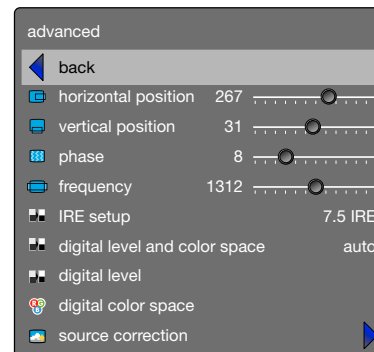 advanced
back
horizontal position 267
vertical position 31
phase 8
frequency 1312
IRE setup 7.5 IRE
digital level and color space auto
digital level
digital color space
source correction